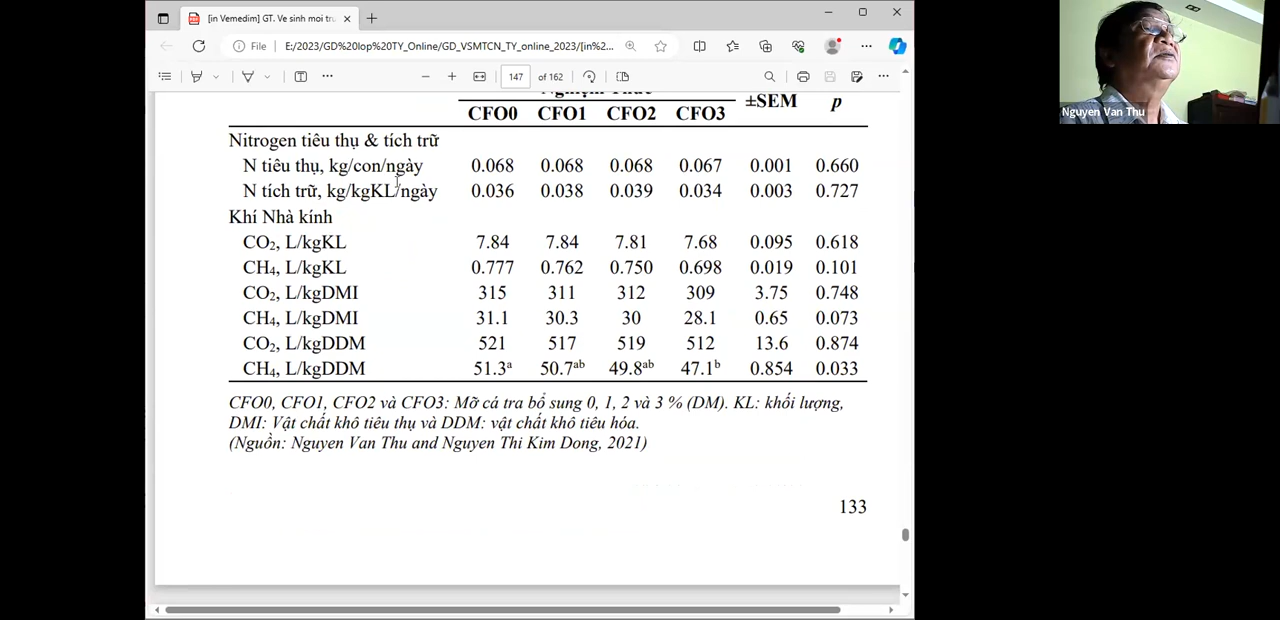 [in Vemedim] GT. Ve sinh moi tru
File E:/2023/GD%20lop%20TY_Online/GD_VSMTCN_TY_online_2023/[in%2...
147 of 162
Nghiệm Thức ±SEM p
CFO0 CFO1 CFO2 CFO3
Nitrogen tiêu thụ & tích trữ
N tiêu thụ, kg/con/ngày 0.068 0.068 0.068 0.067 0.001 0.660
N tích trữ, kg/kgKL/ngày 0.036 0.038 0.039 0.034 0.003 0.727
Khí Nhà kính
CO₂, L/kgKL 7.84 7.84 7.81 7.68 0.095 0.618
CH₄, L/kgKL 0.777 0.762 0.750 0.698 0.019 0.101
CO₂, L/kgDMI 315 311 312 309 3.75 0.748
CH₄, L/kgDMI 31.1 30.3 30 28.1 0.65 0.073
CO₂, L/kgDDM 521 517 519 512 13.6 0.874
CH₄, L/kgDDM 51.3ᵃ 50.7ᵃᵇ 49.8ᵃᵇ 47.1ᵇ 0.854 0.033
CFO0, CFO1, CFO2 và CFO3: Mỡ cá tra bổ sung 0, 1, 2 và 3 % (DM). KL: khối lượng,
DMI: Vật chất khô tiêu thụ và DDM: vật chất khô tiêu hóa.
(Nguồn: Nguyen Van Thu and Nguyen Thi Kim Dong, 2021)
133
Nguyen Van Thu